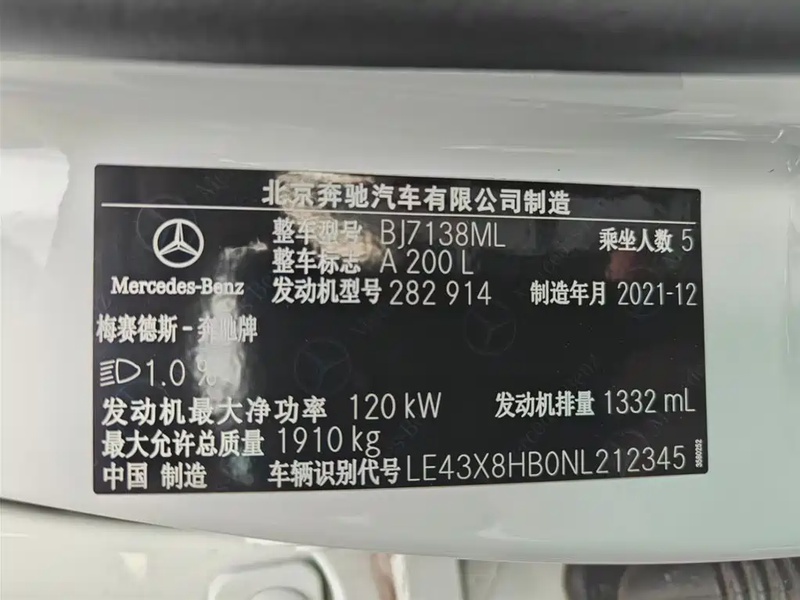 北京奔驰汽车有限公司制造
整车型号 BJ7138ML 乘坐人数 5
整车标志 A 200 L
Mercedes-Benz 发动机型号 282 914 制造年月 2021-12
梅赛德斯-奔驰牌
1.0 %
发动机最大净功率 120 kW 发动机排量 1332 mL
最大允许总质量 1910 kg
中国 制造 车辆识别代号 LE43X8HB0NL212345
3580252